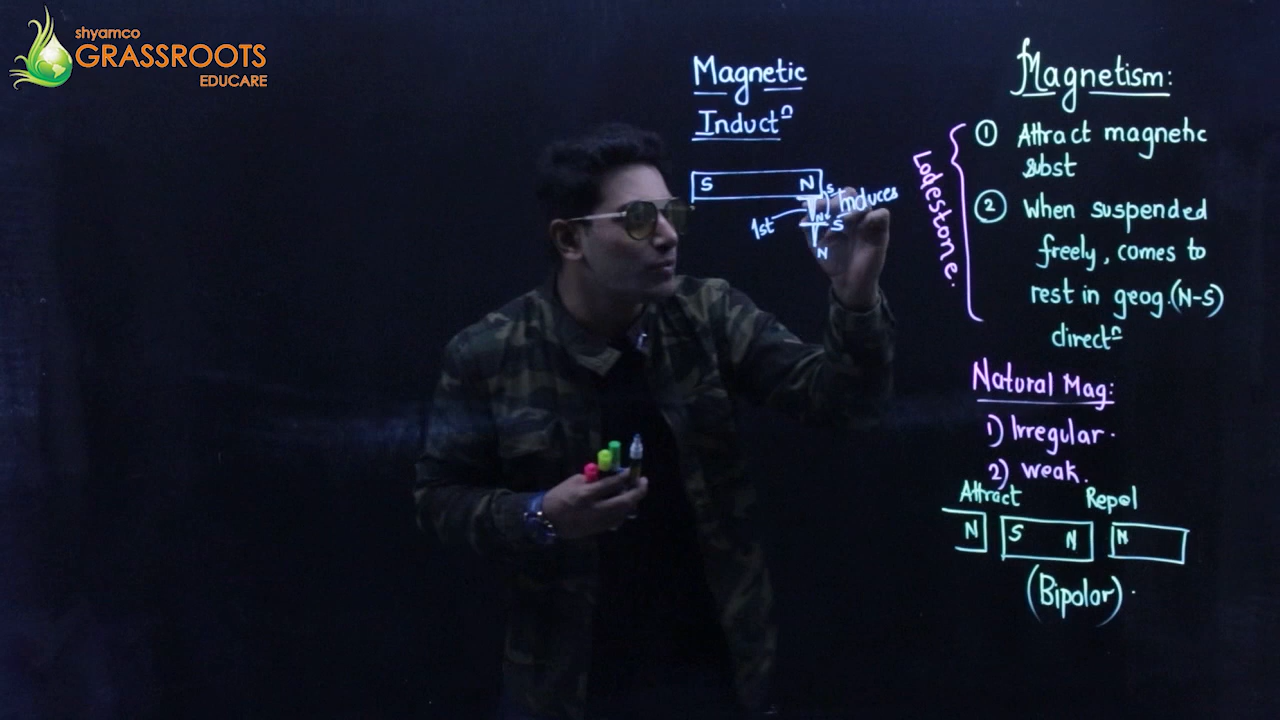 shyamco
GRASSROOTS
EDUCARE
Magnetic
Inductⁿ
S N
S
Induces
1st
N
S
N
Magnetism:
① Attract magnetic
subst
② When suspended
freely, comes to
rest in geog.(N-S)
directⁿ
Lodestone.
Natural Mag:
1) Irregular.
2) weak.
Attract Repel
N S N N
(Bipolar).